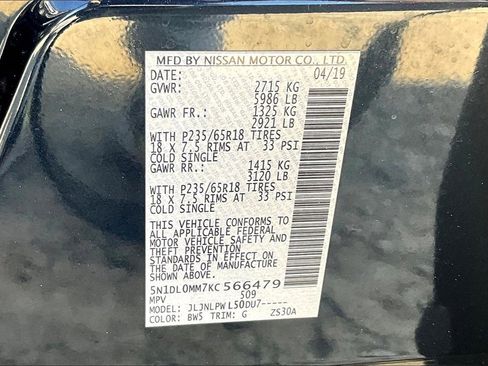 MFD BY NISSAN MOTOR CO., LTD.
DATE: 04/19
GVWR: 2715 KG
5986 LB
GAWR FR.: 1325 KG
2921 LB
WITH P235/65R18 TIRES
18 X 7.5 RIMS AT 33 PSI
COLD SINGLE
GAWR RR.: 1415 KG
3120 LB
WITH P235/65R18 TIRES
18 X 7.5 RIMS AT 33 PSI
COLD SINGLE
THIS VEHICLE CONFORMS TO
ALL APPLICABLE FEDERAL
MOTOR VEHICLE SAFETY AND
THEFT PREVENTION
STANDARDS IN EFFECT ON
THE DATE OF MANUFACTURE
SHOWN ABOVE.
5N1DL0MM7KC566479
MPV 509
MODEL: JLJNLPW L50DU7-----
COLOR: BW5 TRIM: G ZS30A